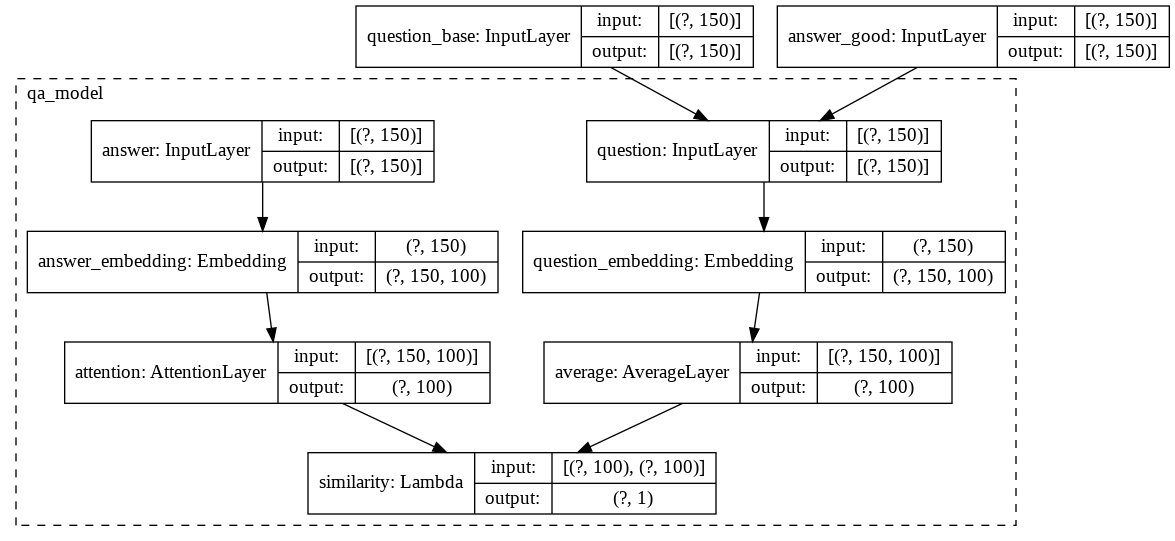 question_base: InputLayer
input: [(?, 150)]
output: [(?, 150)]
answer_good: InputLayer
input: [(?, 150)]
output: [(?, 150)]
qa_model
answer: InputLayer
input: [(?, 150)]
output: [(?, 150)]
question: InputLayer
input: [(?, 150)]
output: [(?, 150)]
answer_embedding: Embedding
input: (?, 150)
output: (?, 150, 100)
question_embedding: Embedding
input: (?, 150)
output: (?, 150, 100)
attention: AttentionLayer
input: [(?, 150, 100)]
output: (?, 100)
average: AverageLayer
input: [(?, 150, 100)]
output: (?, 100)
similarity: Lambda
input: [(?, 100), (?, 100)]
output: (?, 1)